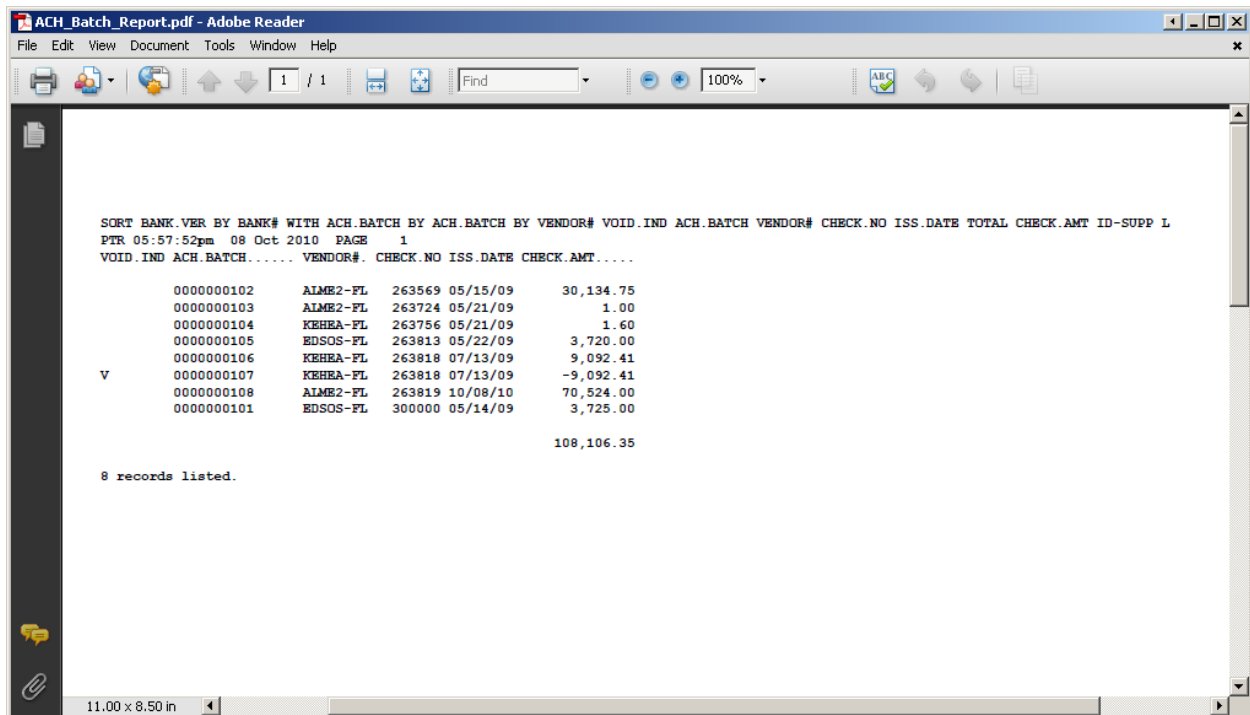 ACH_Batch_Report.pdf - Adobe Reader
File Edit View Document Tools Window Help
1 / 1 Find 100%
ABC
SORT BANK.VER BY BANK# WITH ACH.BATCH BY ACH.BATCH BY VENDOR# VOID.IND ACH.BATCH VENDOR# CHECK.NO ISS.DATE TOTAL CHECK.AMT ID-SUPP L
PTR 05:57:52pm 08 Oct 2010 PAGE 1
VOID.IND ACH.BATCH...... VENDOR#. CHECK.NO ISS.DATE CHECK.AMT.....
0000000102 ALME2-FL 263569 05/15/09 30,134.75
0000000103 ALME2-FL 263724 05/21/09 1.00
0000000104 KEHEA-FL 263756 05/21/09 1.60
0000000105 EDSOS-FL 263813 05/22/09 3,720.00
0000000106 KEHEA-FL 263818 07/13/09 9,092.41
V 0000000107 KEHEA-FL 263818 07/13/09 -9,092.41
0000000108 ALME2-FL 263819 10/08/10 70,524.00
0000000101 EDSOS-FL 300000 05/14/09 3,725.00
108,106.35
8 records listed.
11.00 x 8.50 in